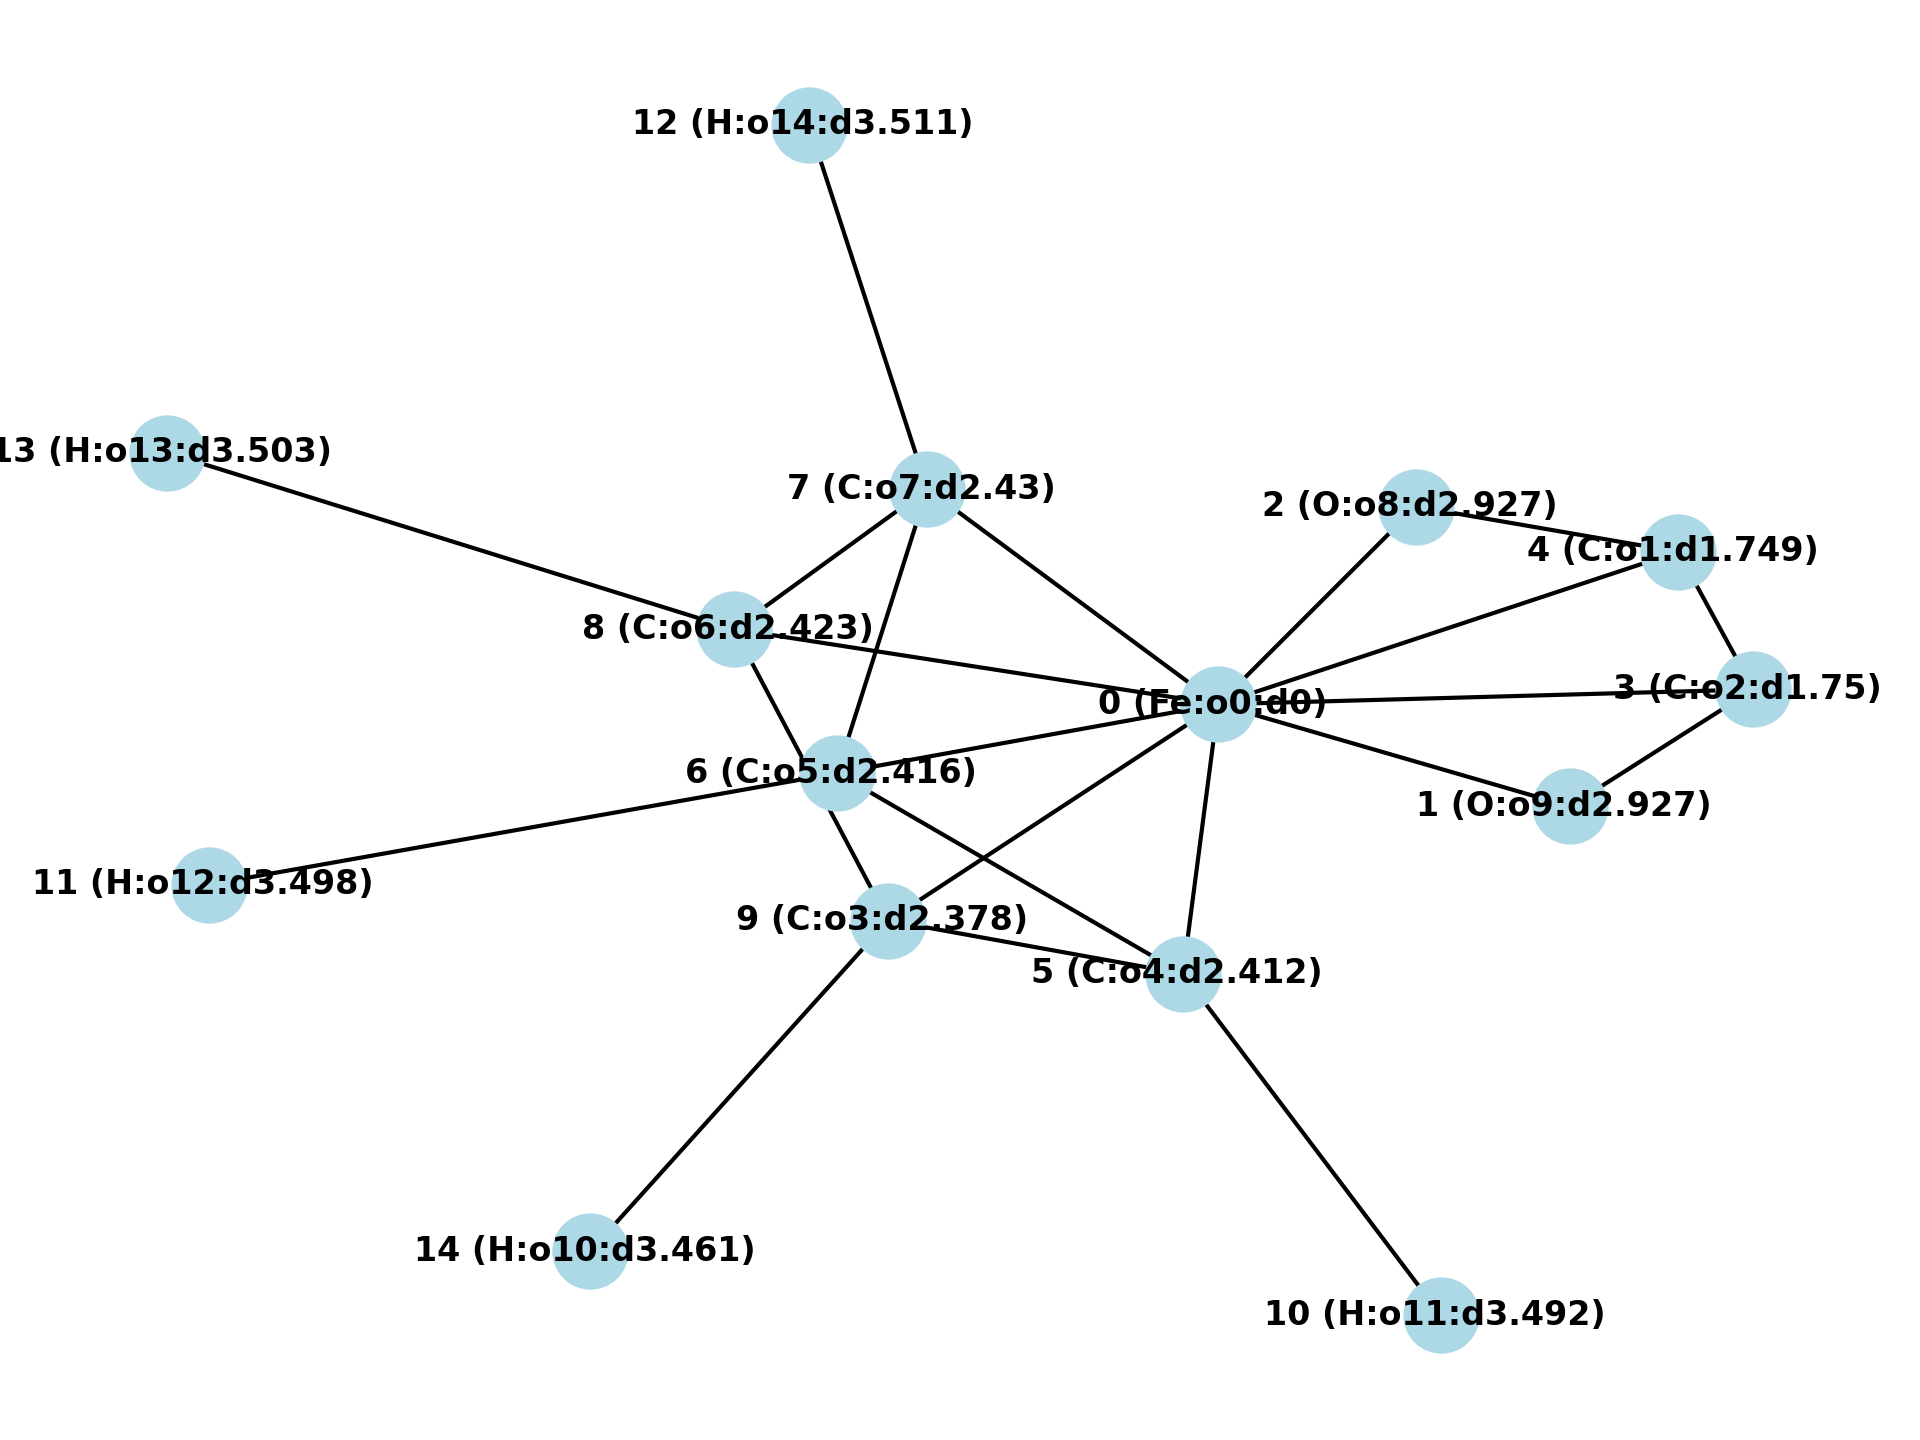 12 (H:o14:d3.511)
13 (H:o13:d3.503)
7 (C:o7:d2.43)
2 (O:o8:d2.927)
4 (C:o1:d1.749)
8 (C:o6:d2.423)
3 (C:o2:d1.75)
0 (Fe:o0:d0)
6 (C:o5:d2.416)
1 (O:o9:d2.927)
11 (H:o12:d3.498)
9 (C:o3:d2.378)
5 (C:o4:d2.412)
14 (H:o10:d3.461)
10 (H:o11:d3.492)